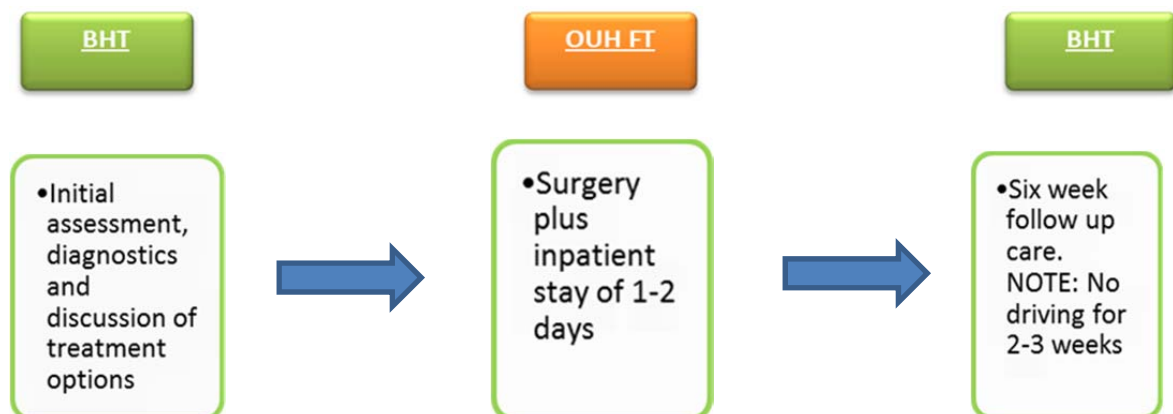 BHT
OUH FT
BHT
•Initial
assessment,
diagnostics
and
discussion of
treatment
options
•Surgery
plus
inpatient
stay of 1-2
days
•Six week
follow up
care.
NOTE: No
driving for
2-3 weeks